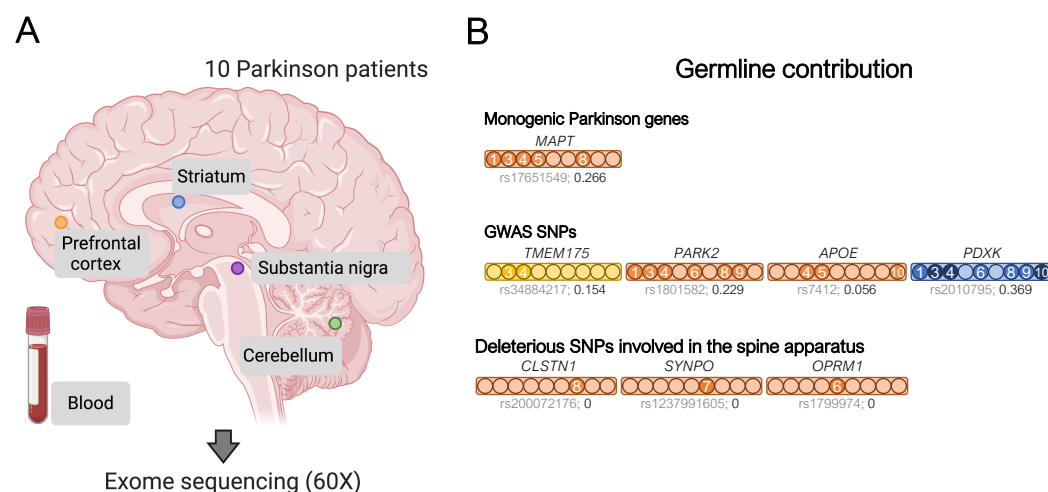 A
10 Parkinson patients
Striatum
Prefrontal
cortex
Substantia nigra
Cerebellum
Blood
Exome sequencing (60X)
B
Germline contribution
Monogenic Parkinson genes
MAPT
1 3 4 5 8
rs17651549; 0.266
GWAS SNPs
TMEM175 PARK2 APOE PDXK
3 4 1 3 4 6 8 9 4 5 10 1 3 4 6 8 9 10
rs34884217; 0.154 rs1801582; 0.229 rs7412; 0.056 rs2010795; 0.369
Deleterious SNPs involved in the spine apparatus
CLSTN1 SYNPO OPRM1
8 7 6
rs200072176; 0 rs1237991605; 0 rs1799974; 0